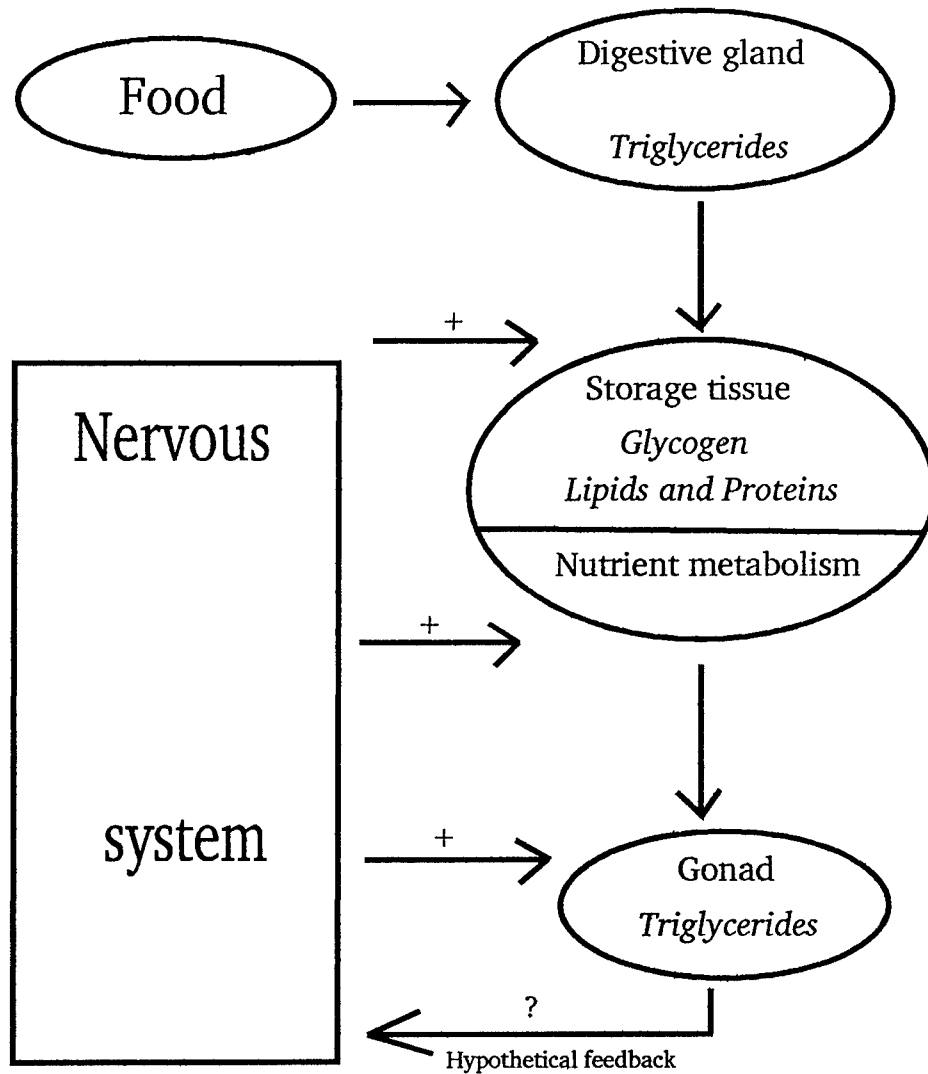 Food
Digestive gland
Triglycerides
+
Storage tissue
Glycogen
Lipids and Proteins
Nutrient metabolism
Nervous
+
system
+
Gonad
Triglycerides
?
Hypothetical feedback